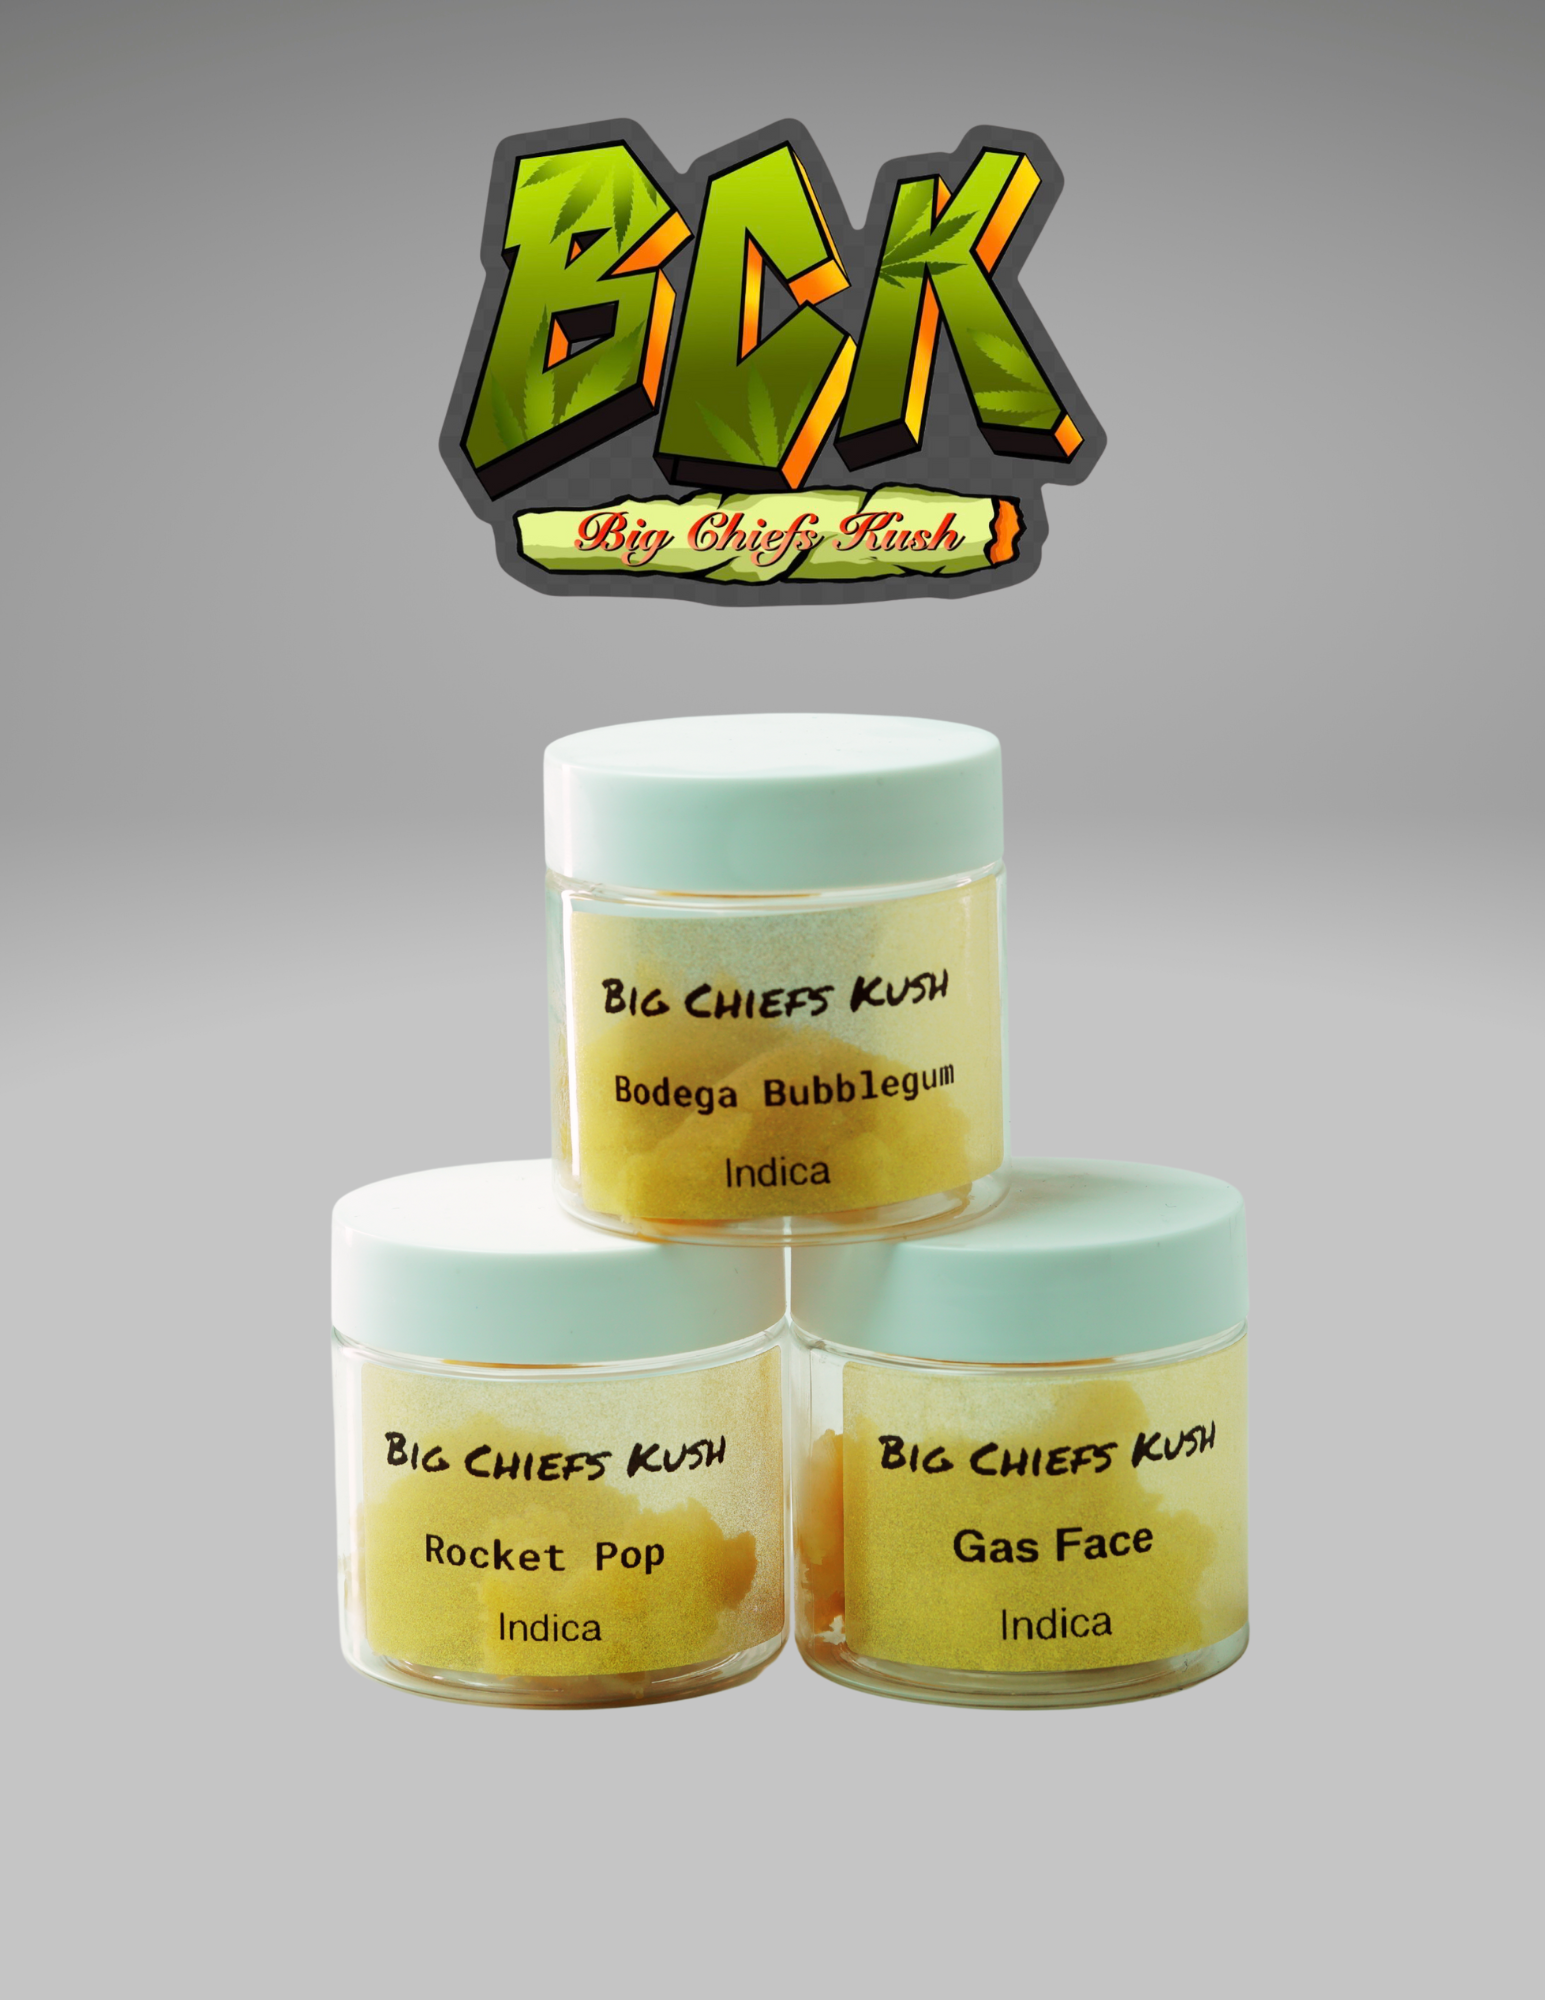 BCK
Big Chiefs Kush
BIG CHIEFS KUSH
Bodega Bubblegum
Indica
BIG CHIEFS KUSH
Rocket Pop
Indica
BIG CHIEFS KUSH
Gas Face
Indica